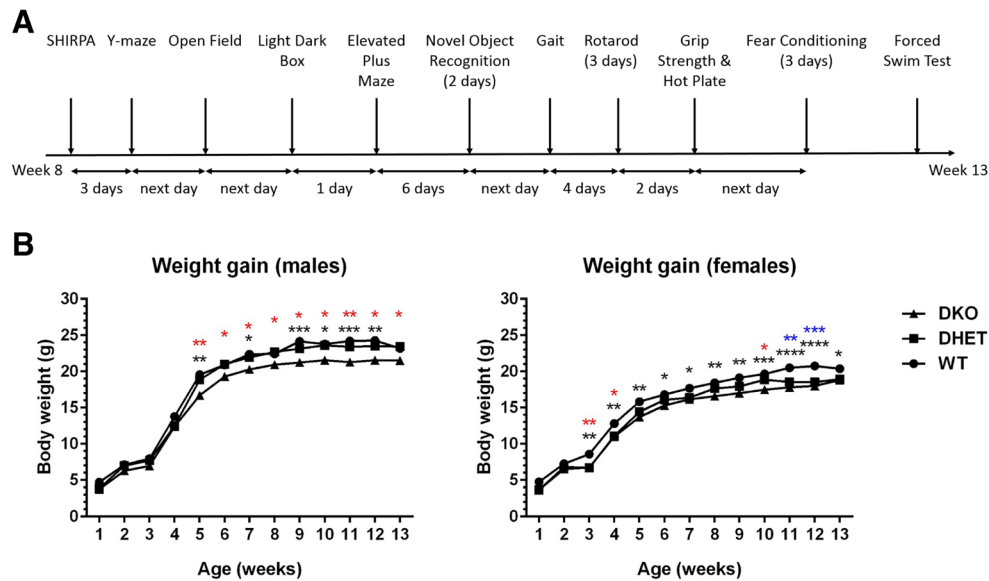 A
SHIRPA Y-maze Open Field Light Dark Box Elevated Plus Maze Novel Object Recognition (2 days) Gait Rotarod (3 days) Grip Strength & Hot Plate Fear Conditioning (3 days) Forced Swim Test
Week 8 Week 13
3 days next day next day 1 day 6 days next day 4 days 2 days next day
B
Weight gain (males)
30
25
20
15
10
5
0
Body weight (g)
** * * * * * ** * *
** * *** * *** **
1 2 3 4 5 6 7 8 9 10 11 12 13
Age (weeks)
Weight gain (females)
30
25
20
15
10
5
0
Body weight (g)
** * * ** ***
** ** ** * * ** ** *** **** **** *
1 2 3 4 5 6 7 8 9 10 11 12 13
Age (weeks)
DKO
DHET
WT